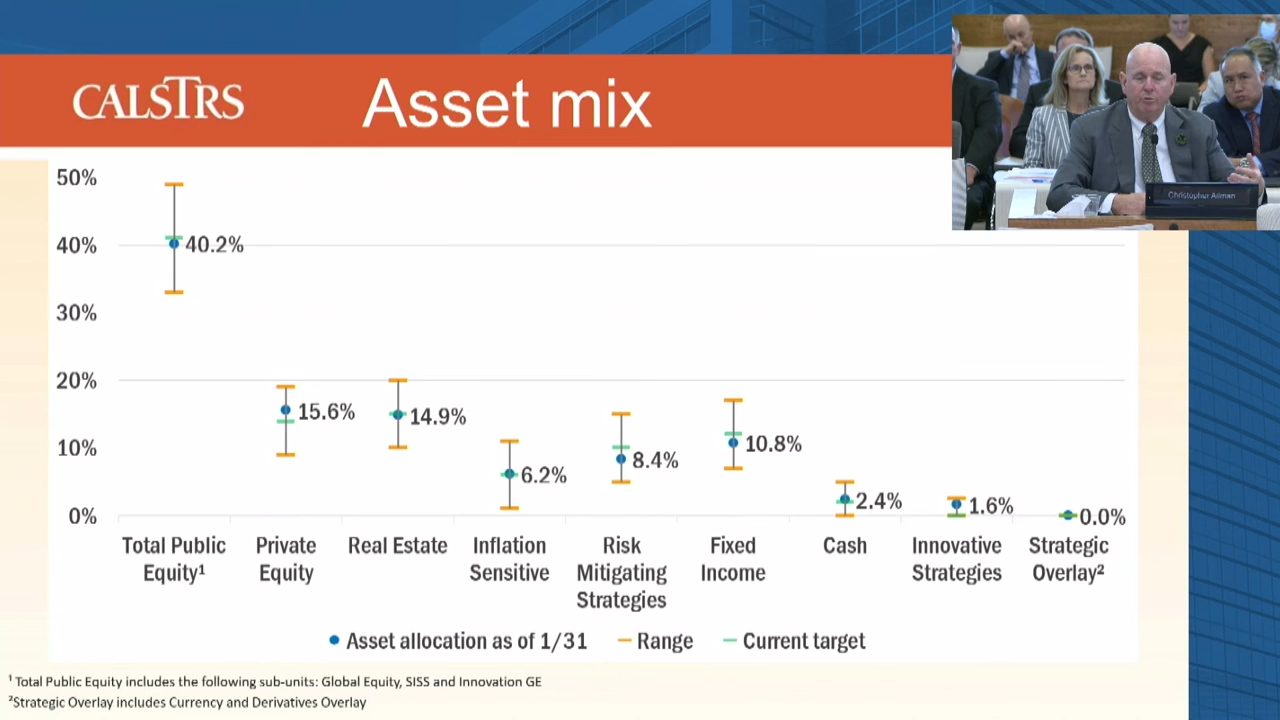 CALSTRS
Asset mix
Christopher Ailman
50%
40%
30%
20%
10%
0%
40.2%
15.6%
14.9%
6.2%
8.4%
10.8%
2.4%
1.6%
0.0%
Total Public
Equity¹
Private
Equity
Real Estate
Inflation
Sensitive
Risk
Mitigating
Strategies
Fixed
Income
Cash
Innovative
Strategies
Strategic
Overlay²
Asset allocation as of 1/31
Range
Current target
¹ Total Public Equity includes the following sub-units: Global Equity, SISS and Innovation GE
²Strategic Overlay includes Currency and Derivatives Overlay